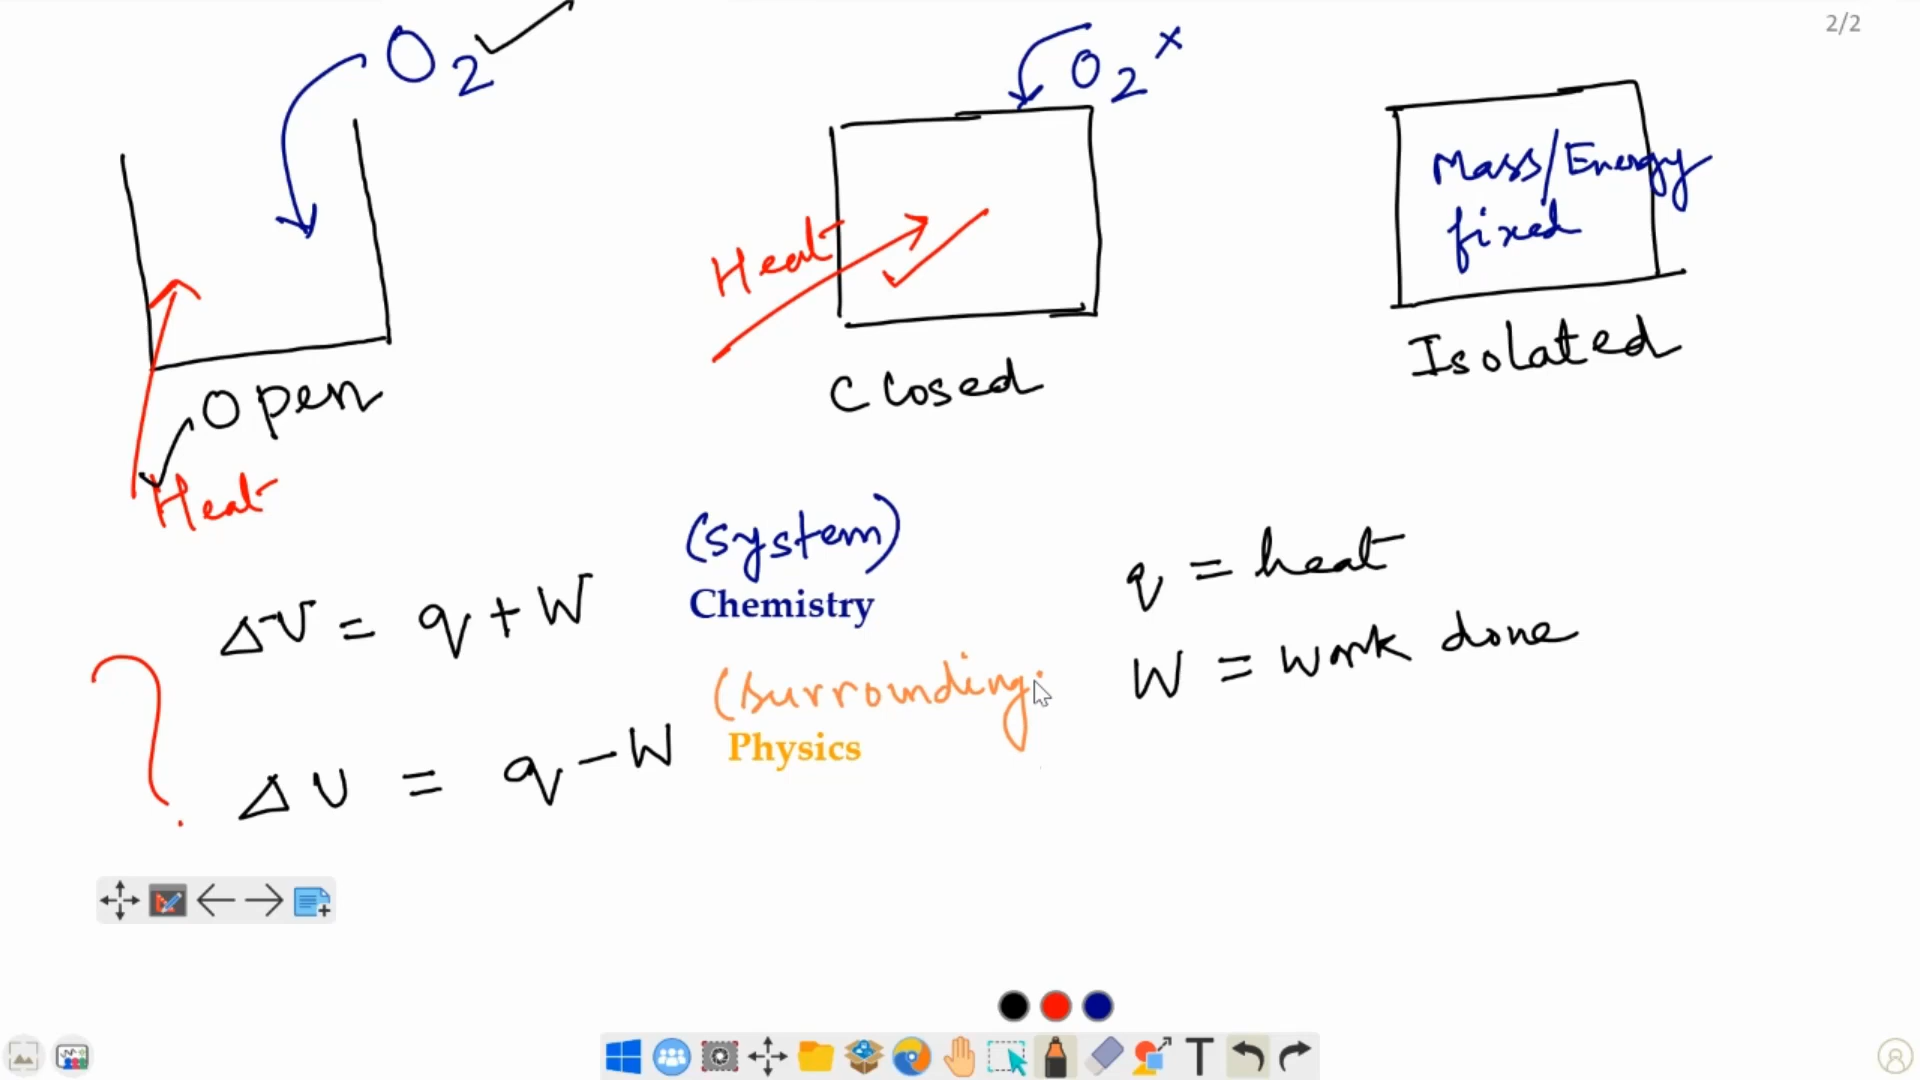 2/2
O2
O2 ×
Mass/Energy
fixed
Heat
Open
Closed
Isolated
Heat
(system)
Chemistry
q = heat
ΔU = q + W
W = work done
(surrounding
Physics
ΔU = q - W
?
T